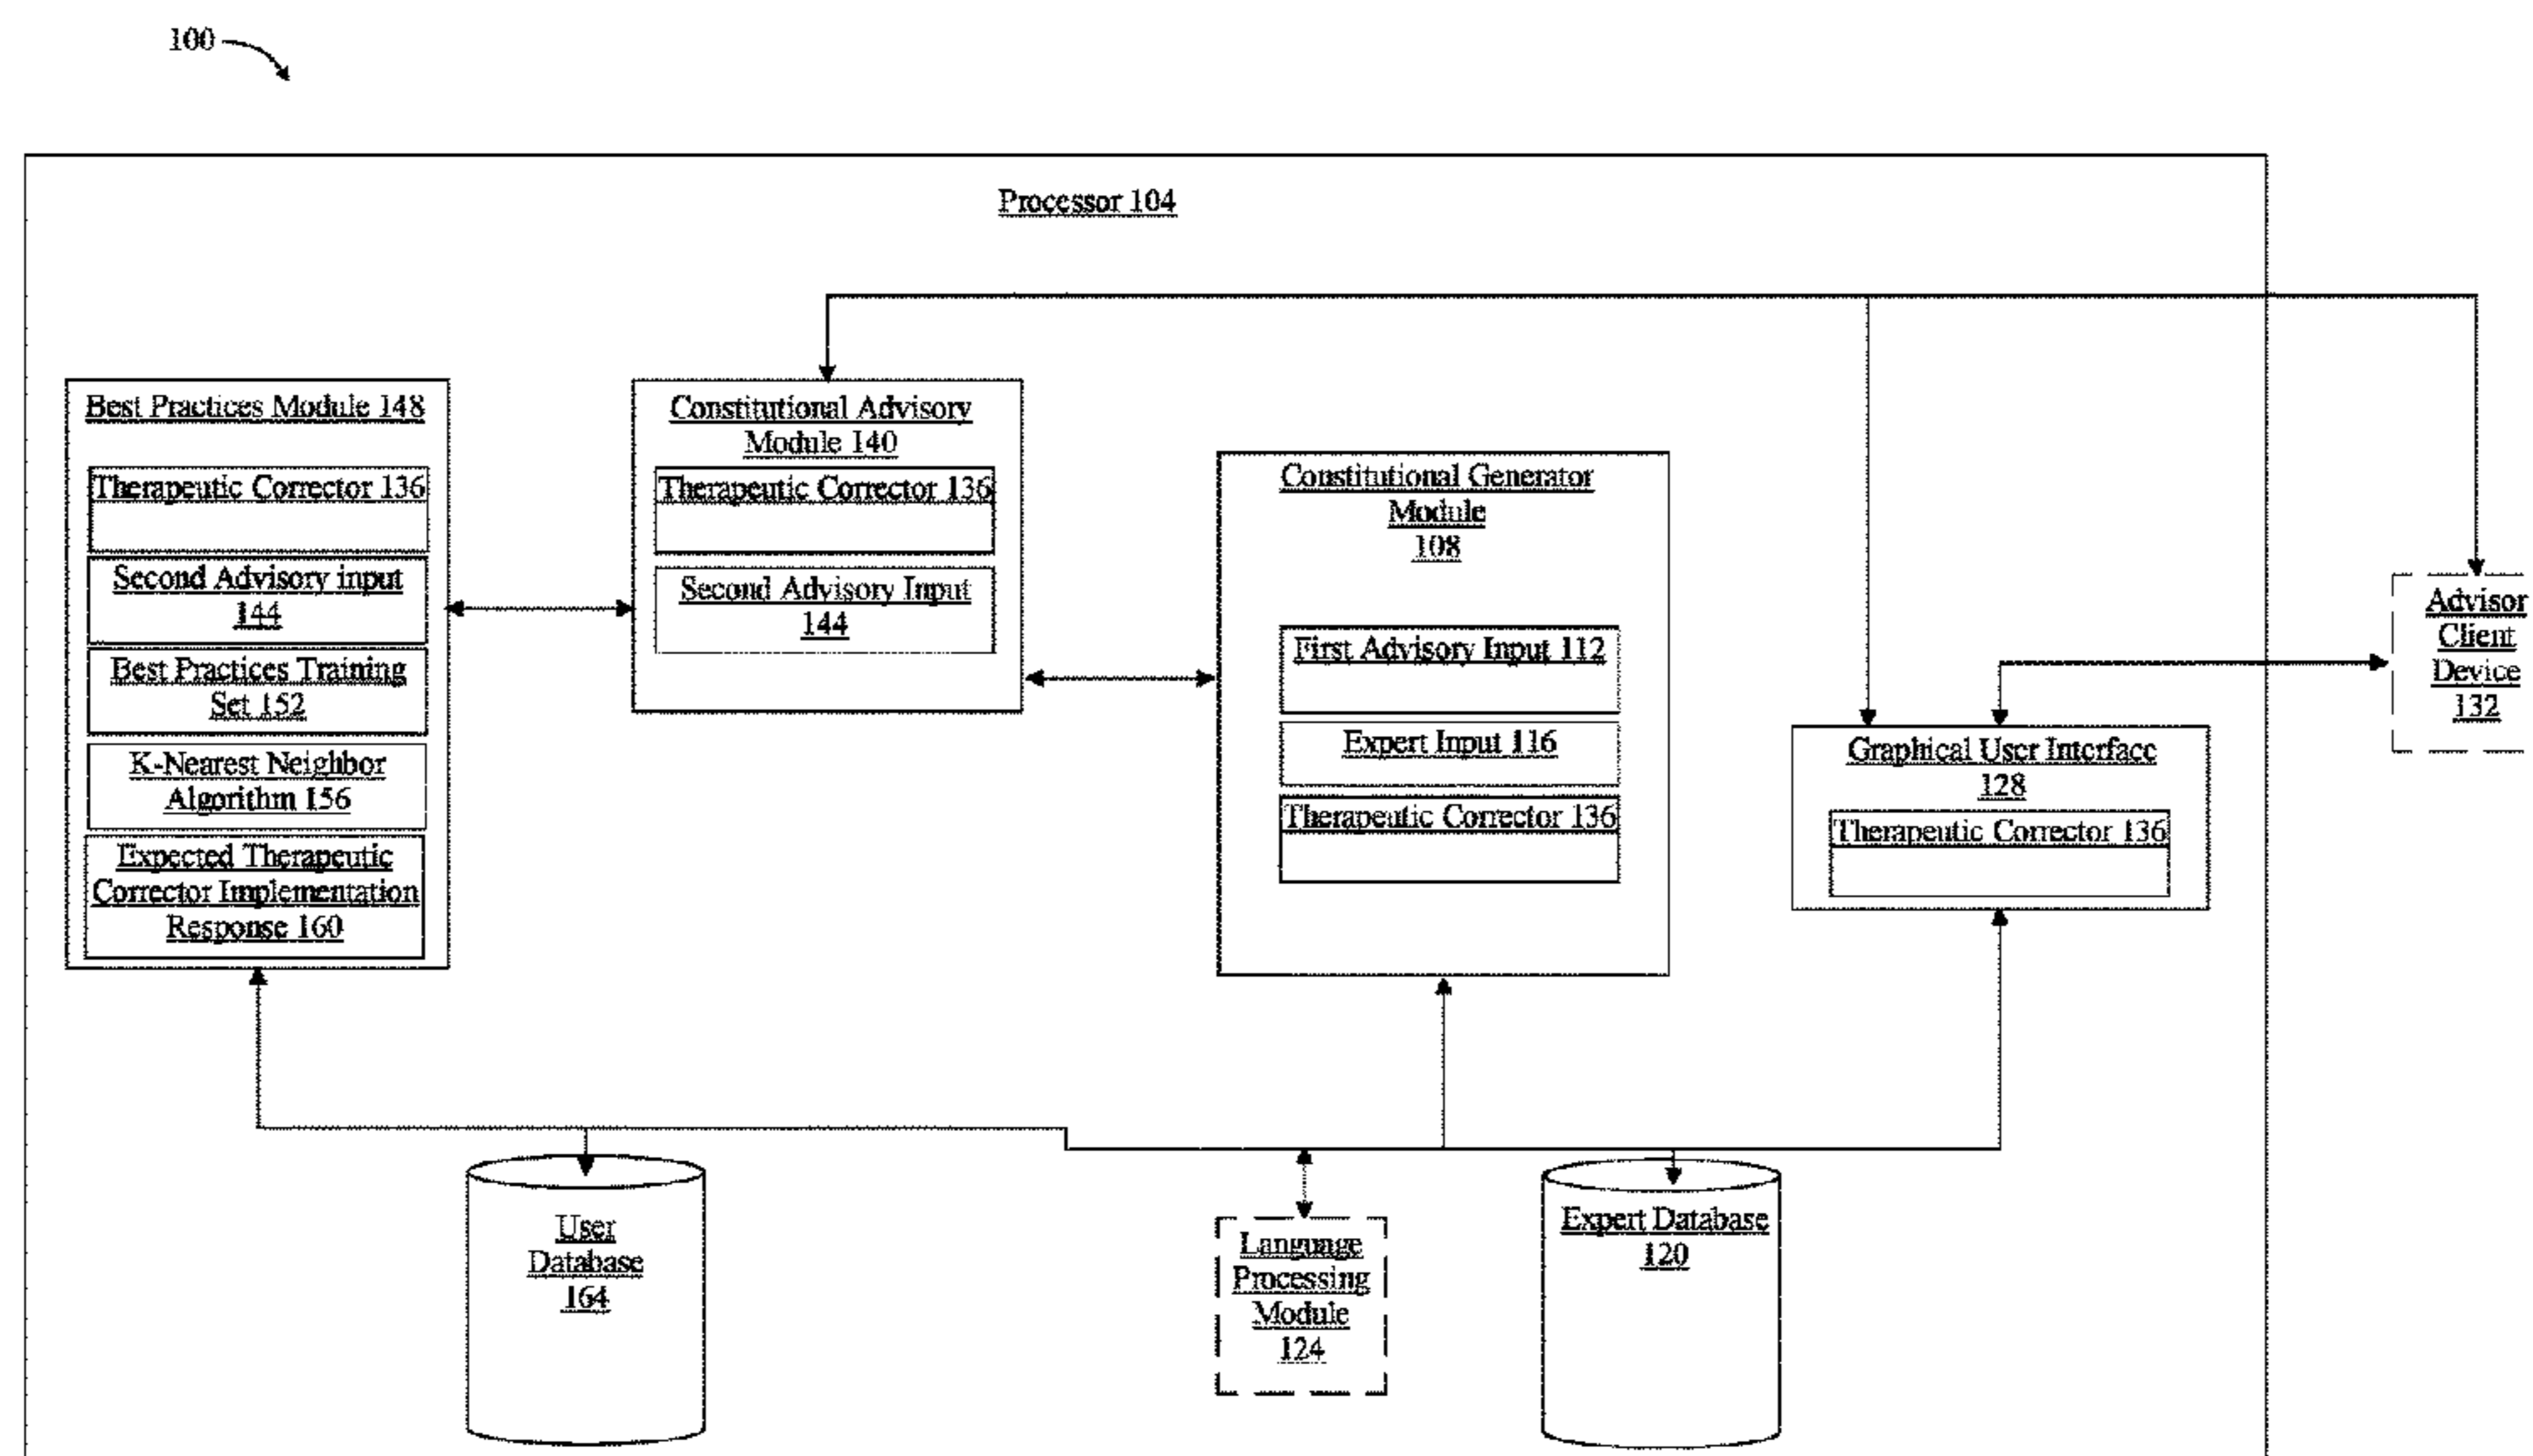 100
Processor 104
Best Practices Module 148
Therapeutic Corrector 136
Second Advisory input
144
Best Practices Training
Set 152
K-Nearest Neighbor
Algorithm 156
Expected Therapeutic
Corrector Implementation
Response 160
Constitutional Advisory
Module 140
Therapeutic Corrector 136
Second Advisory Input
144
Constitutional Generator
Module
108
First Advisory Input 112
Expert Input 116
Therapeutic Corrector 136
Graphical User Interface
128
Therapeutic Corrector 136
Advisor
Client
Device
132
User
Database
164
Language
Processing
Module
124
Expert Database
120